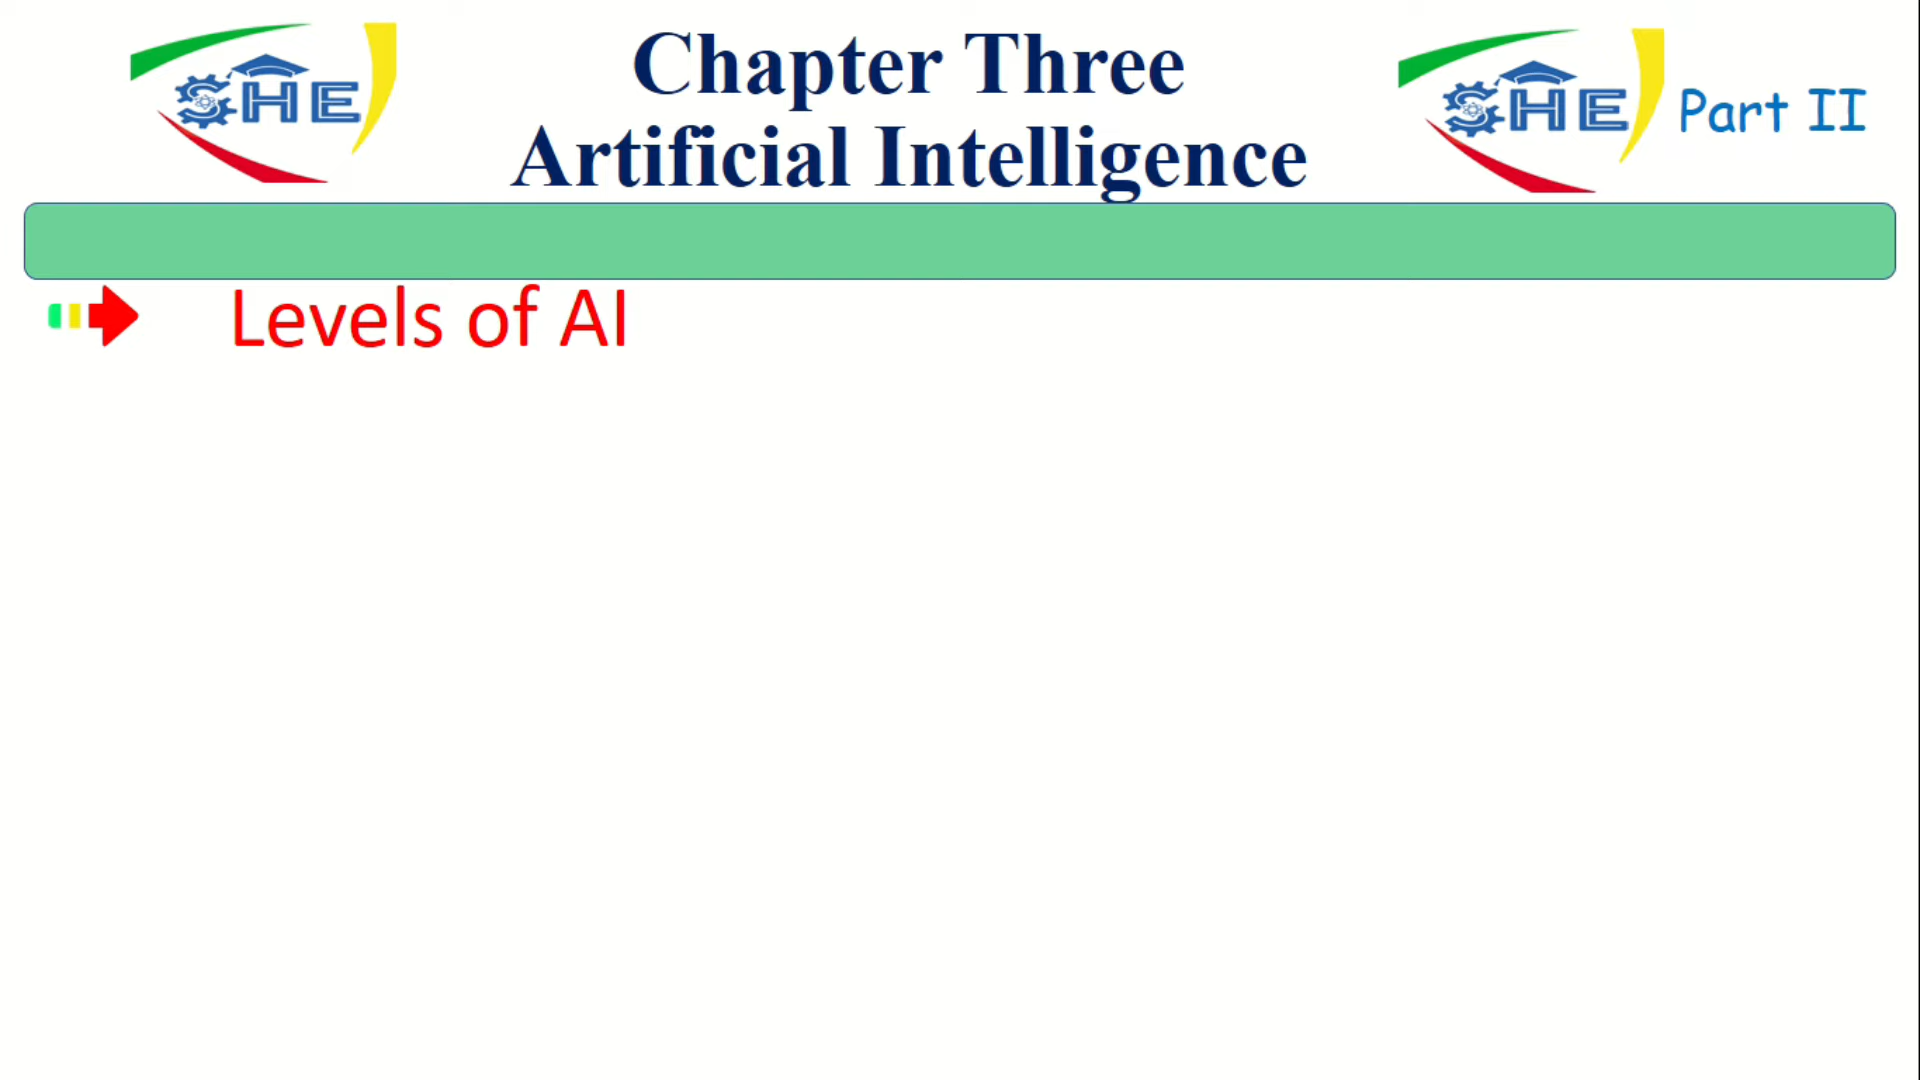 Chapter Three
Artificial Intelligence
SHE
SHE
Part II
Levels of AI